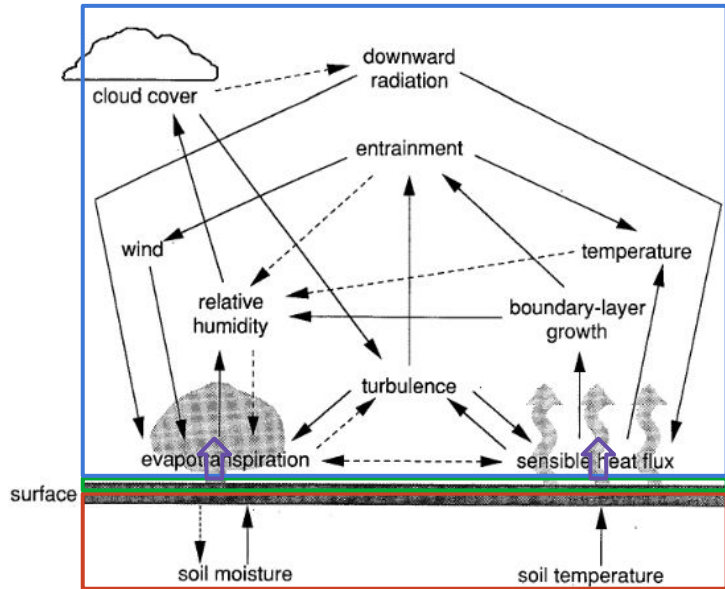 downward
radiation
cloud cover
entrainment
wind
temperature
relative
humidity
boundary-layer
growth
turbulence
evapotranspiration
sensible heat flux
surface
soil moisture
soil temperature